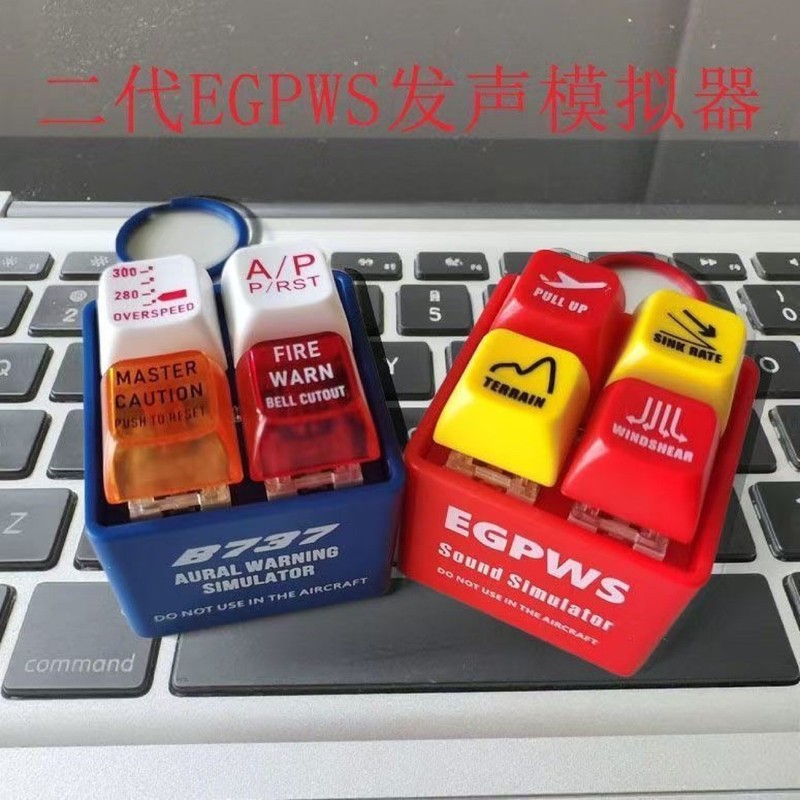 二代EGPWS发声模拟器
300
280
OVERSPEED
A/P
P/RST
MASTER
CAUTION
PUSH TO RESET
FIRE
WARN
BELL CUTOUT
B737
AURAL WARNING
SIMULATOR
DO NOT USE IN THE AIRCRAFT
PULL UP
SINK RATE
TERRAIN
WINDSHEAR
EGPWS
Sound Simulator
DO NOT USE IN THE AIRCRAFT
5
Z
command